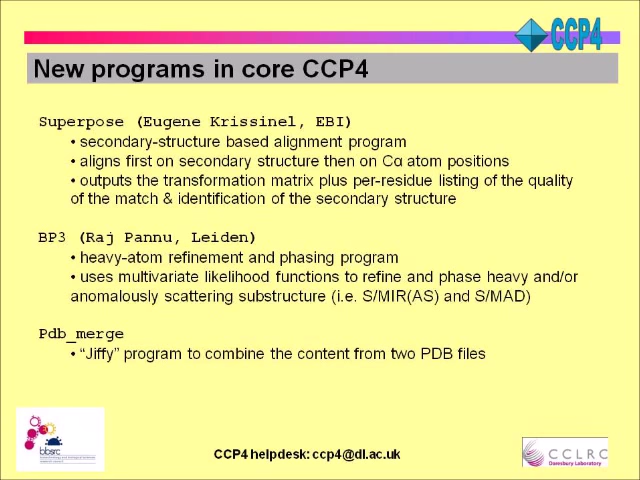 CCP4
New programs in core CCP4
Superpose (Eugene Krissinel, EBI)
• secondary-structure based alignment program
• aligns first on secondary structure then on Cα atom positions
• outputs the transformation matrix plus per-residue listing of the quality
of the match & identification of the secondary structure
BP3 (Raj Pannu, Leiden)
• heavy-atom refinement and phasing program
• uses multivariate likelihood functions to refine and phase heavy and/or
anomalously scattering substructure (i.e. S/MIR(AS) and S/MAD)
Pdb_merge
• “Jiffy” program to combine the content from two PDB files
bbsrc
CCP4 helpdesk: ccp4@dl.ac.uk
CCLRC
Daresbury Laboratory